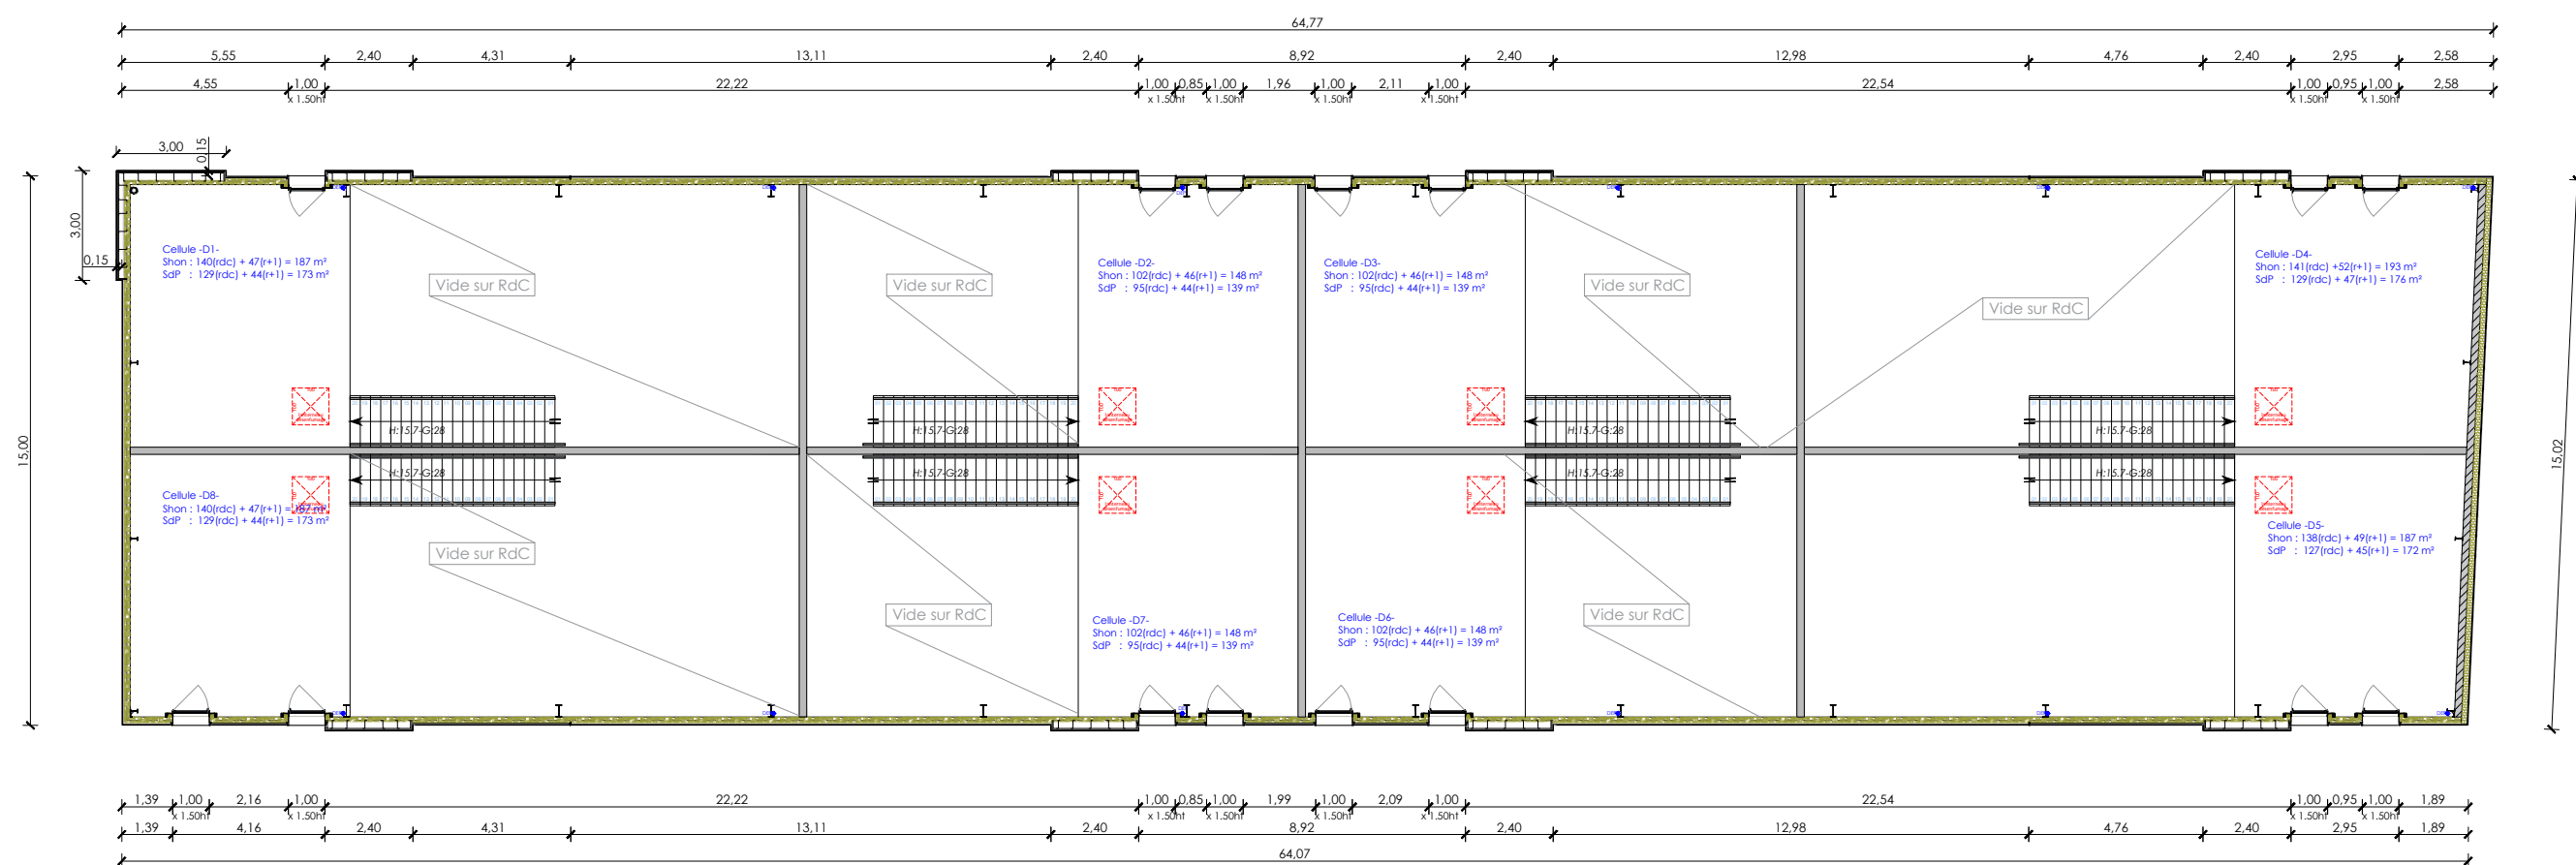 64,77
5,55 2,40 4,31 13,11 2,40 8,92 2,40 12,98 4,76 2,40 2,95 2,58
4,55 1,00 22,22 1,00 0,85 1,00 1,96 1,00 2,11 1,00 22,54 1,00 0,95 1,00 2,58
x 1.50ht x 1.50ht x 1.50ht x 1.50ht x 1.50ht x 1.50ht x 1.50ht
3,00
0,15
3,00
0,15
15,00
15,02
Cellule -D1-
Shon : 140(rdc) + 47(r+1) = 187 m²
SdP : 129(rdc) + 44(r+1) = 173 m²
Vide sur RdC
Vide sur RdC
Cellule -D2-
Shon : 102(rdc) + 46(r+1) = 148 m²
SdP : 95(rdc) + 44(r+1) = 139 m²
Cellule -D3-
Shon : 102(rdc) + 46(r+1) = 148 m²
SdP : 95(rdc) + 44(r+1) = 139 m²
Vide sur RdC
Vide sur RdC
Cellule -D4-
Shon : 141(rdc) +52(r+1) = 193 m²
SdP : 129(rdc) + 47(r+1) = 176 m²
H:15.7-G:28
H:15.7-G:28
H:15.7-G:28
H:15.7-G:28
H:15.7-G:28
H:15.7-G:28
H:15.7-G:28
H:15.7-G:28
Cellule -D8-
Shon : 140(rdc) + 47(r+1) = 187 m²
SdP : 129(rdc) + 44(r+1) = 173 m²
Vide sur RdC
Vide sur RdC
Cellule -D7-
Shon : 102(rdc) + 46(r+1) = 148 m²
SdP : 95(rdc) + 44(r+1) = 139 m²
Cellule -D6-
Shon : 102(rdc) + 46(r+1) = 148 m²
SdP : 95(rdc) + 44(r+1) = 139 m²
Vide sur RdC
Cellule -D5-
Shon : 138(rdc) + 49(r+1) = 187 m²
SdP : 127(rdc) + 45(r+1) = 172 m²
1,39 1,00 2,16 1,00 22,22 1,00 0,85 1,00 1,99 1,00 2,09 1,00 22,54 1,00 0,95 1,00 1,89
x 1.50ht x 1.50ht x 1.50ht x 1.50ht x 1.50ht x 1.50ht x 1.50ht x 1.50ht
1,39 4,16 2,40 4,31 13,11 2,40 8,92 2,40 12,98 4,76 2,40 2,95 1,89
64,07